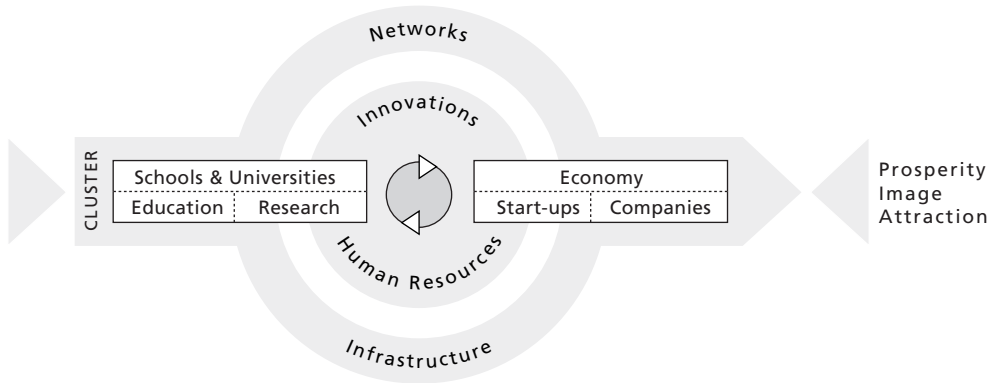 Networks
Innovations
CLUSTER
Schools & Universities
Education
Research
Economy
Start-ups
Companies
Prosperity
Image
Attraction
Human Resources
Infrastructure